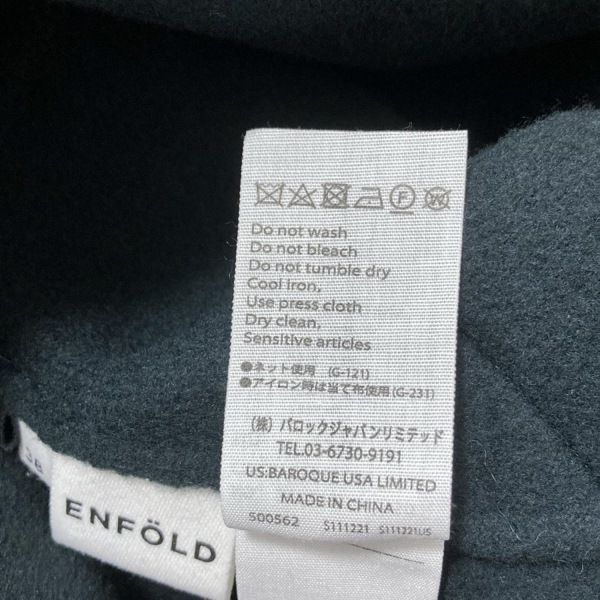 Do not wash
Do not bleach
Do not tumble dry
Cool iron,
Use press cloth
Dry clean,
Sensitive articles
●ネット使用 (G-121)
●アイロン時は当て布使用(G-231)
(株) バロックジャパンリミテッド
TEL.03-6730-9191
US:BAROQUE USA LIMITED
MADE IN CHINA
500562 S111221 S111221US
38
ENFÖLD